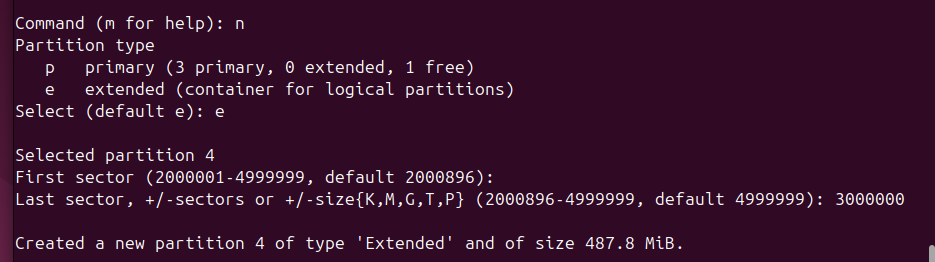 Command (m for help): n
Partition type
   p   primary (3 primary, 0 extended, 1 free)
   e   extended (container for logical partitions)
Select (default e): e

Selected partition 4
First sector (2000001-4999999, default 2000896):
Last sector, +/-sectors or +/-size{K,M,G,T,P} (2000896-4999999, default 4999999): 3000000

Created a new partition 4 of type 'Extended' and of size 487.8 MiB.